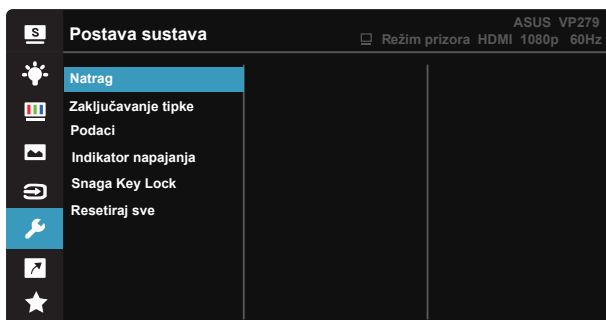 S
Postava sustava
ASUS VP279
Režim prizora HDMI 1080p 60Hz
Natrag
Zaključavanje tipke
Podaci
Indikator napajanja
Snaga Key Lock
Resetiraj sve